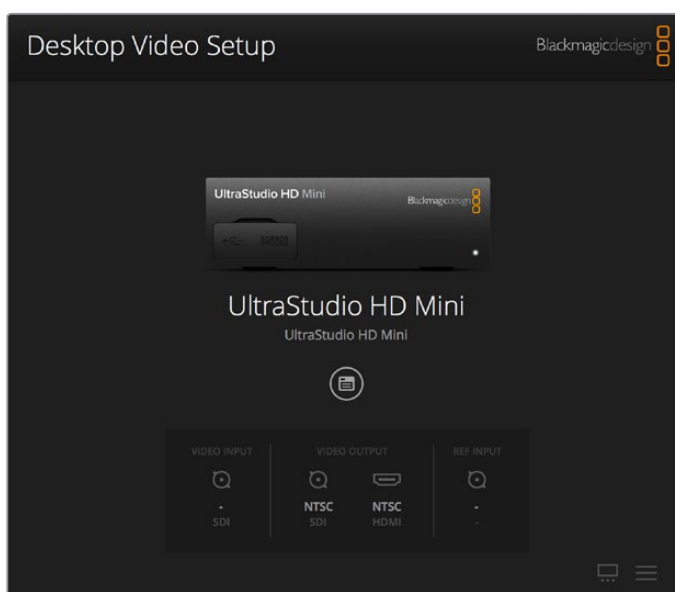 Desktop Video Setup
Blackmagicdesign
UltraStudio HD Mini
Blackmagicdesign
UltraStudio HD Mini
UltraStudio HD Mini
VIDEO INPUT
VIDEO OUTPUT
REF INPUT
-
NTSC
NTSC
-
SDI
SDI
HDMI
-